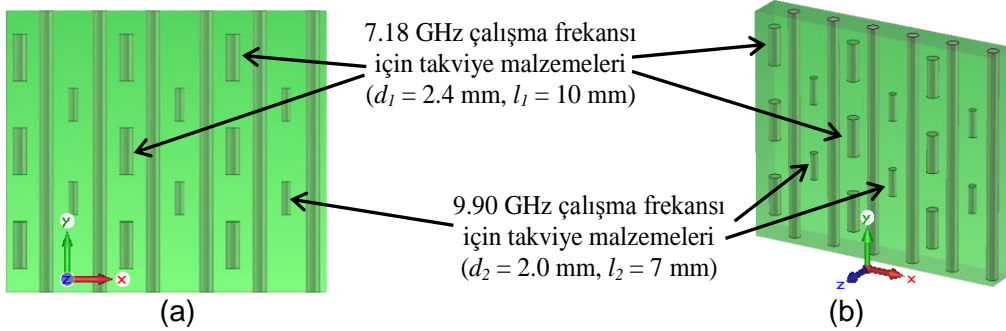 7.18 GHz çalışma frekansı
için takviye malzemeleri
(d₁ = 2.4 mm, l₁ = 10 mm)
9.90 GHz çalışma frekansı
için takviye malzemeleri
(d₂ = 2.0 mm, l₂ = 7 mm)
y
z
x
y
z
x
(a)
(b)